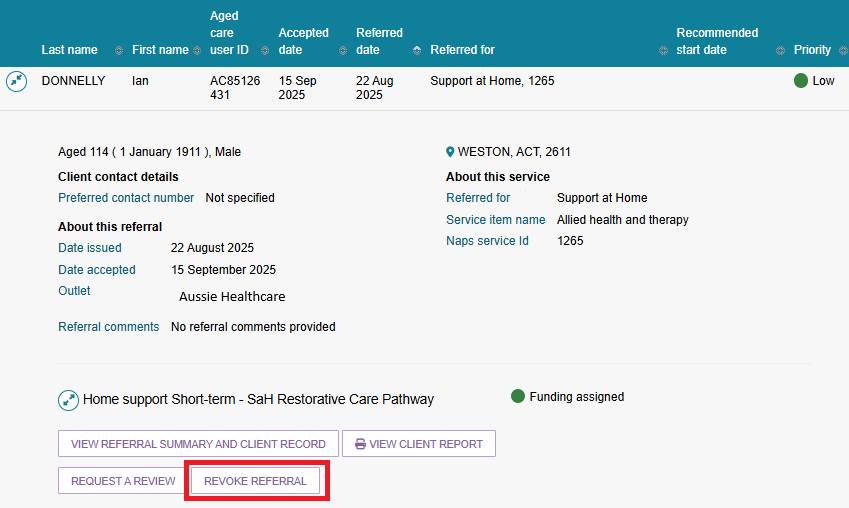 Last name First name Aged care user ID Accepted date Referred date Referred for Recommended start date Priority
DONNELLY Ian AC85126431 15 Sep 2025 22 Aug 2025 Support at Home, 1265 Low
Aged 114 ( 1 January 1911 ), Male
Client contact details
Preferred contact number Not specified
About this referral
Date issued 22 August 2025
Date accepted 15 September 2025
Outlet Aussie Healthcare
Referral comments No referral comments provided
WESTON, ACT, 2611
About this service
Referred for Support at Home
Service item name Allied health and therapy
Naps service Id 1265
Home support Short-term - SaH Restorative Care Pathway Funding assigned
VIEW REFERRAL SUMMARY AND CLIENT RECORD VIEW CLIENT REPORT
REQUEST A REVIEW REVOKE REFERRAL